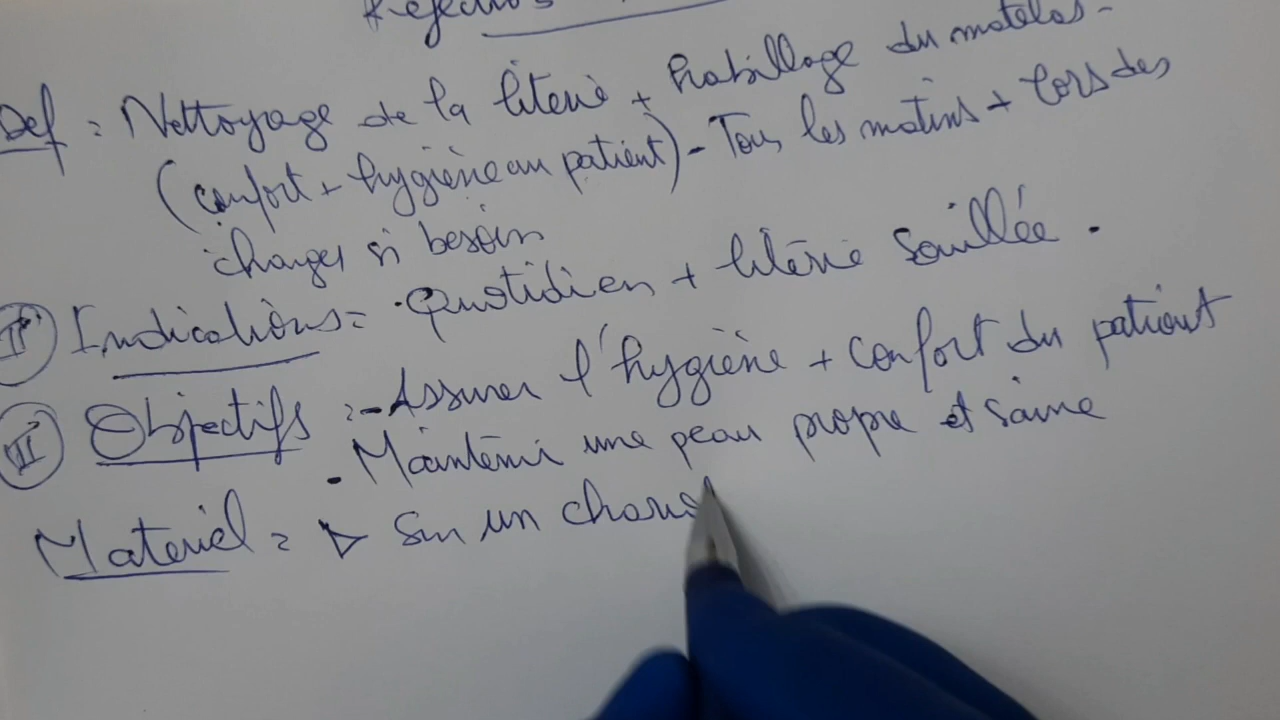 Def : Nettoyage de la literie + habillage du matelas -
(confort + hygiène au patient) - Tous les matins + lors des
changes si besoin
II Indications = . Quotidien + literie souillée .
III Objectifs : - Assurer l'hygiène + confort du patient
- Maintenir une peau propre et saine
Materiel = ▷ Sur un chario